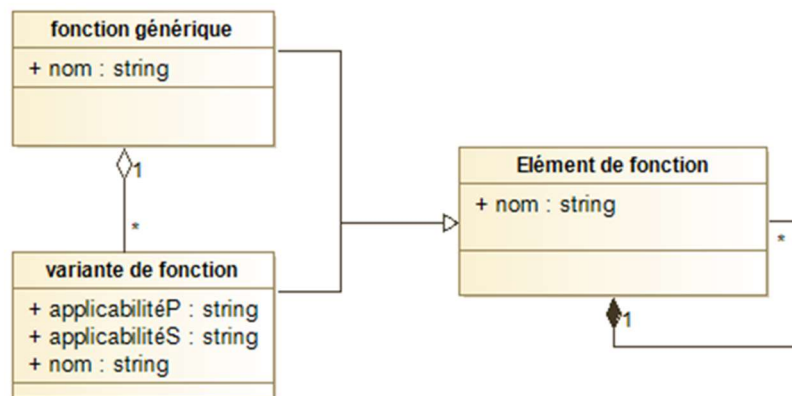 fonction générique
+ nom : string
1
*
variante de fonction
+ applicabilitéP : string
+ applicabilitéS : string
+ nom : string
Elément de fonction
+ nom : string
*
1